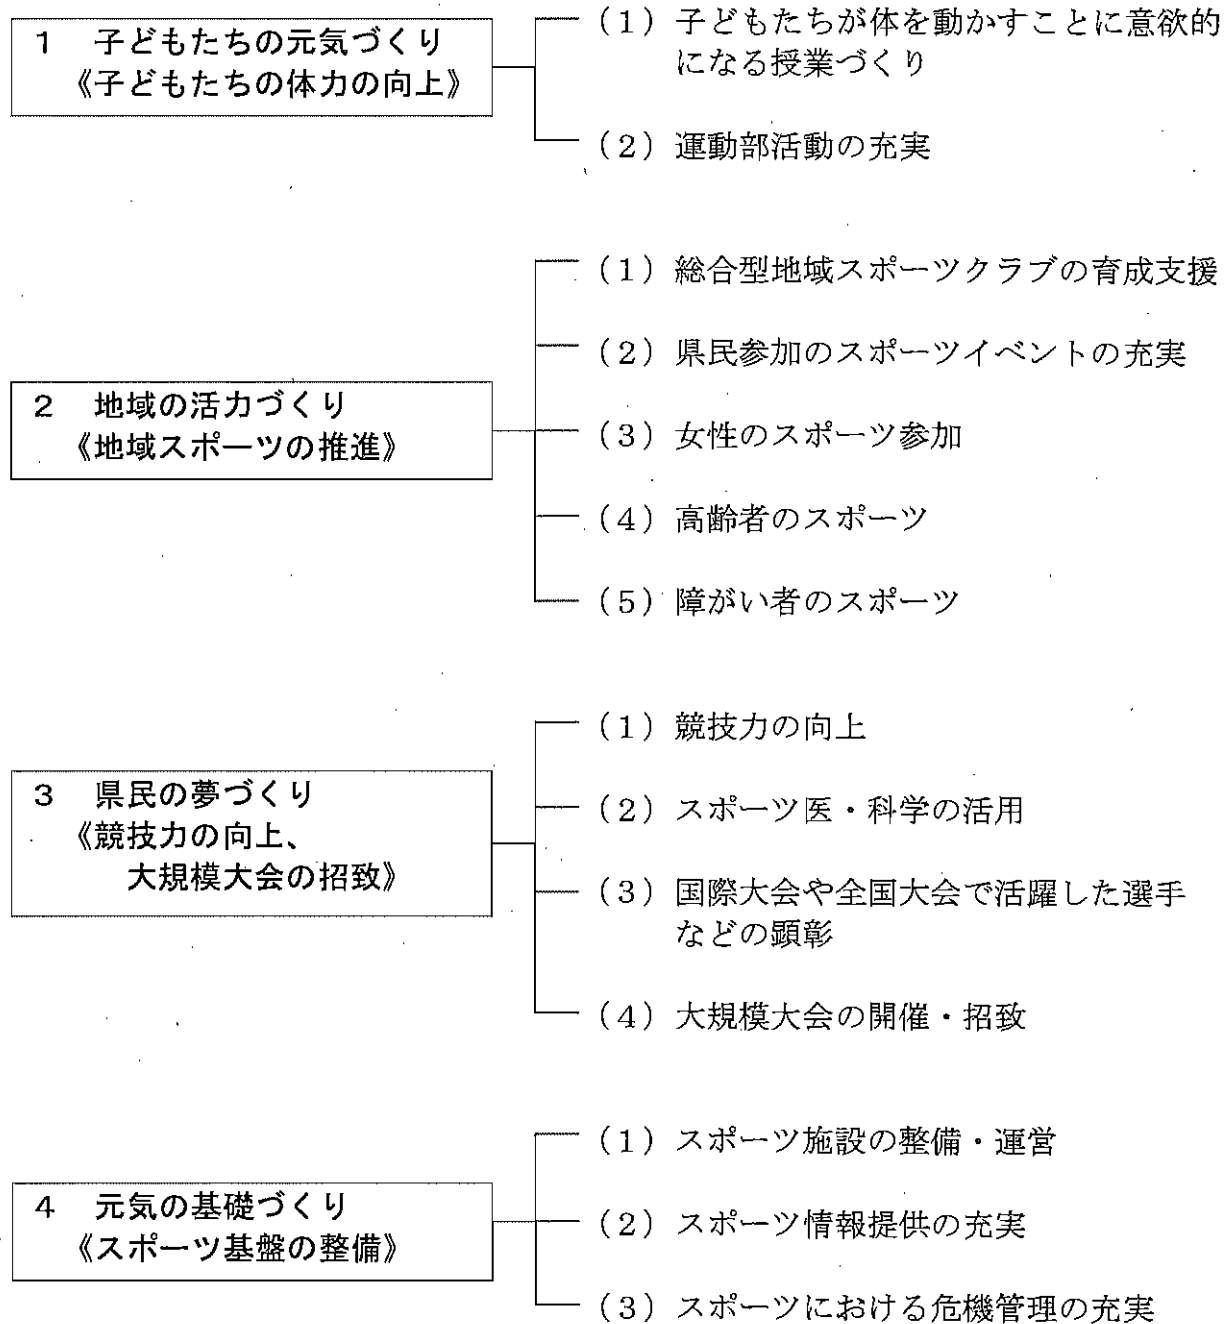 1　子どもたちの元気づくり
《子どもたちの体力の向上》
（１）子どもたちが体を動かすことに意欲的
になる授業づくり
（２）運動部活動の充実
2　地域の活力づくり
《地域スポーツの推進》
（１）総合型地域スポーツクラブの育成支援
（２）県民参加のスポーツイベントの充実
（３）女性のスポーツ参加
（４）高齢者のスポーツ
（５）障がい者のスポーツ
3　県民の夢づくり
《競技力の向上、
大規模大会の招致》
（１）競技力の向上
（２）スポーツ医・科学の活用
（３）国際大会や全国大会で活躍した選手
などの顕彰
（４）大規模大会の開催・招致
4　元気の基礎づくり
《スポーツ基盤の整備》
（１）スポーツ施設の整備・運営
（２）スポーツ情報提供の充実
（３）スポーツにおける危機管理の充実